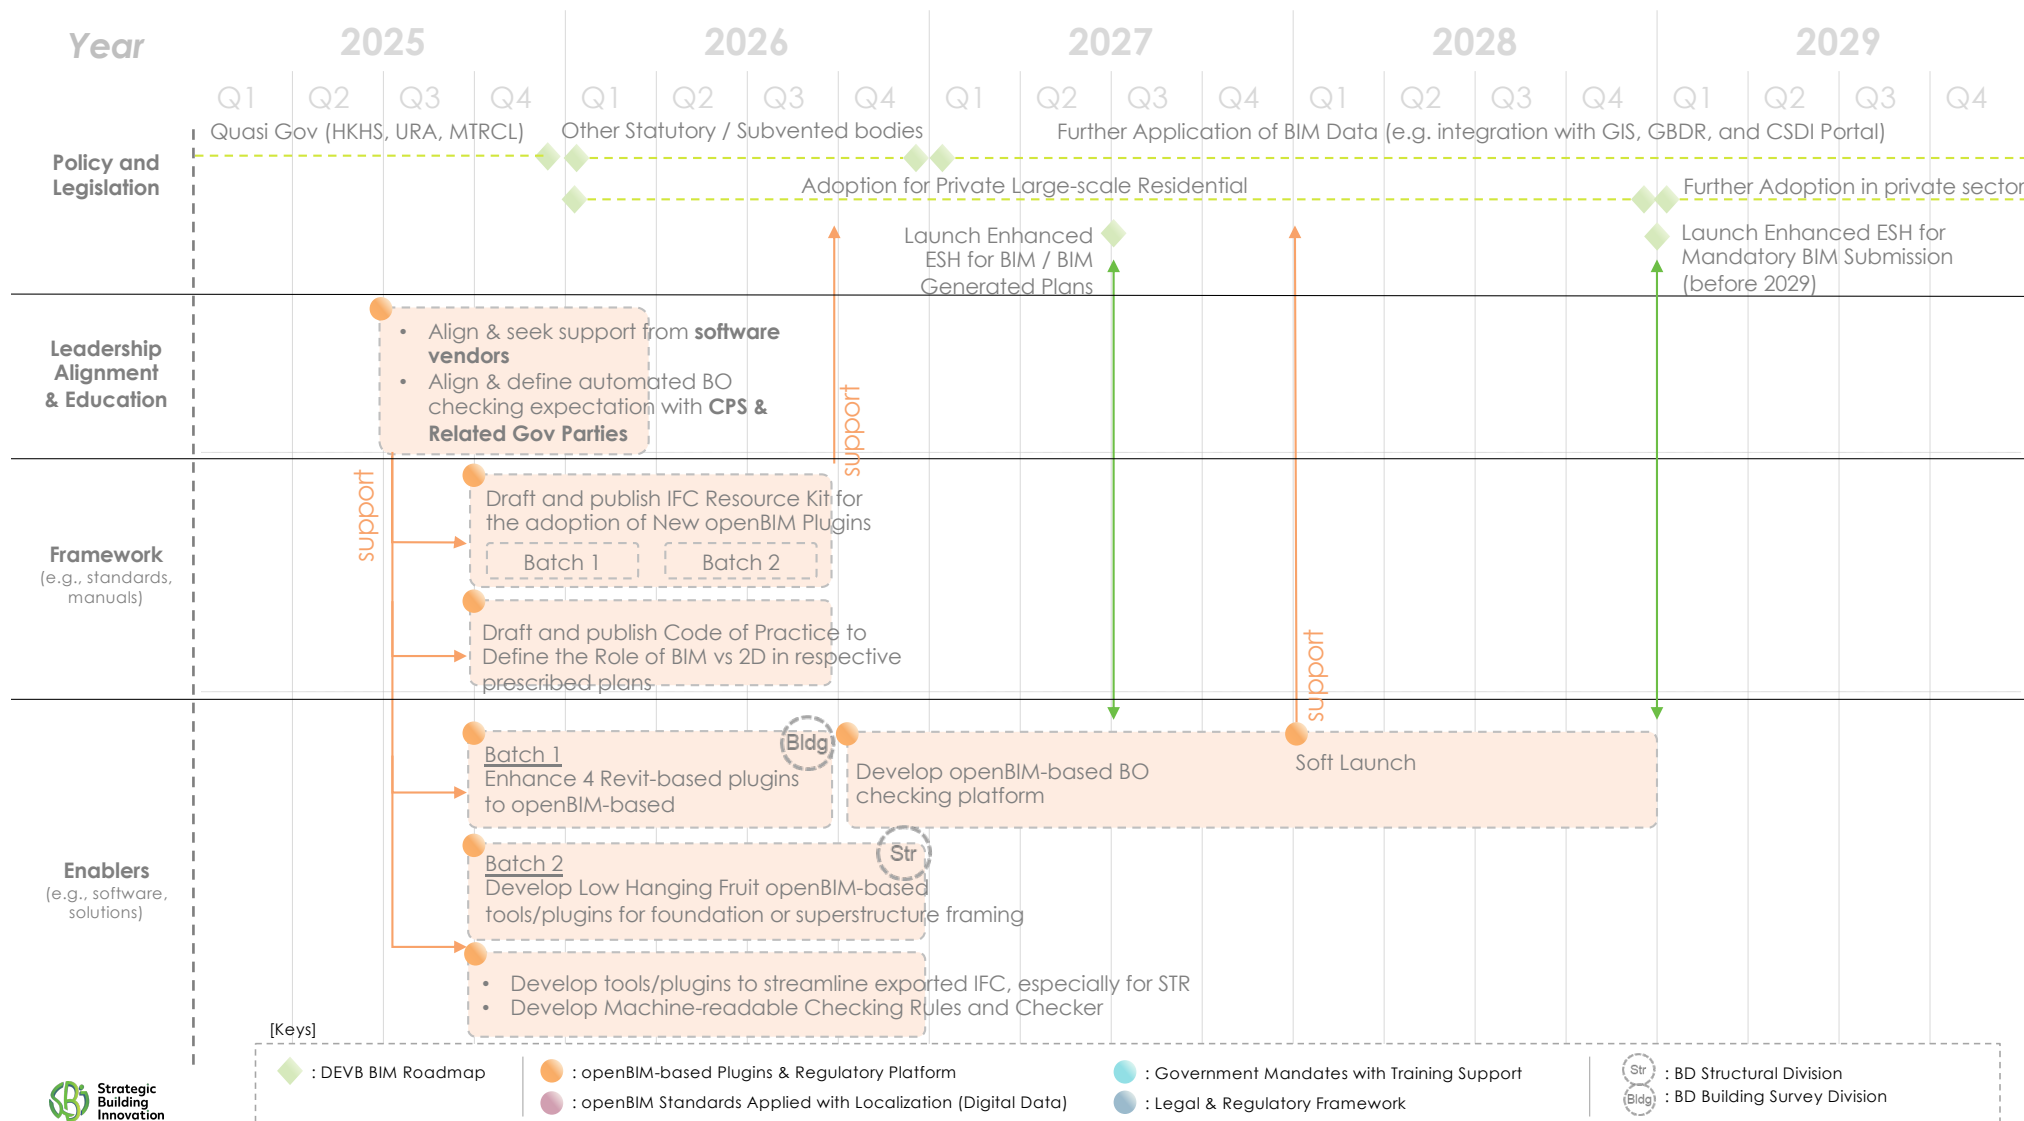 Year
2025
2026
2027
2028
2029
Q1 Q2 Q3 Q4 Q1 Q2 Q3 Q4 Q1 Q2 Q3 Q4 Q1 Q2 Q3 Q4 Q1 Q2 Q3 Q4
Policy and
Legislation
Quasi Gov (HKHS, URA, MTRCL)
Other Statutory / Subvented bodies
Further Application of BIM Data (e.g. integration with GIS, GBDR, and CSDI Portal)
Adoption for Private Large-scale Residential
Further Adoption in private sector
Launch Enhanced
ESH for BIM / BIM
Generated Plans
Launch Enhanced ESH for
Mandatory BIM Submission
(before 2029)
Leadership
Alignment
& Education
• Align & seek support from software
vendors
• Align & define automated BO
checking expectation with CPS &
Related Gov Parties
support
support
Framework
(e.g., standards,
manuals)
Draft and publish IFC Resource Kit for
the adoption of New openBIM Plugins
Batch 1
Batch 2
Draft and publish Code of Practice to
Define the Role of BIM vs 2D in respective
prescribed plans
support
Enablers
(e.g., software,
solutions)
Batch 1
Enhance 4 Revit-based plugins
to openBIM-based
Bldg
Develop openBIM-based BO
checking platform
Soft Launch
Batch 2
Develop Low Hanging Fruit openBIM-based
tools/plugins for foundation or superstructure framing
Str
• Develop tools/plugins to streamline exported IFC, especially for STR
• Develop Machine-readable Checking Rules and Checker
[Keys]
: DEVB BIM Roadmap
: openBIM-based Plugins & Regulatory Platform
: openBIM Standards Applied with Localization (Digital Data)
: Government Mandates with Training Support
: Legal & Regulatory Framework
Str : BD Structural Division
Bldg : BD Building Survey Division
SBi
Strategic
Building
Innovation